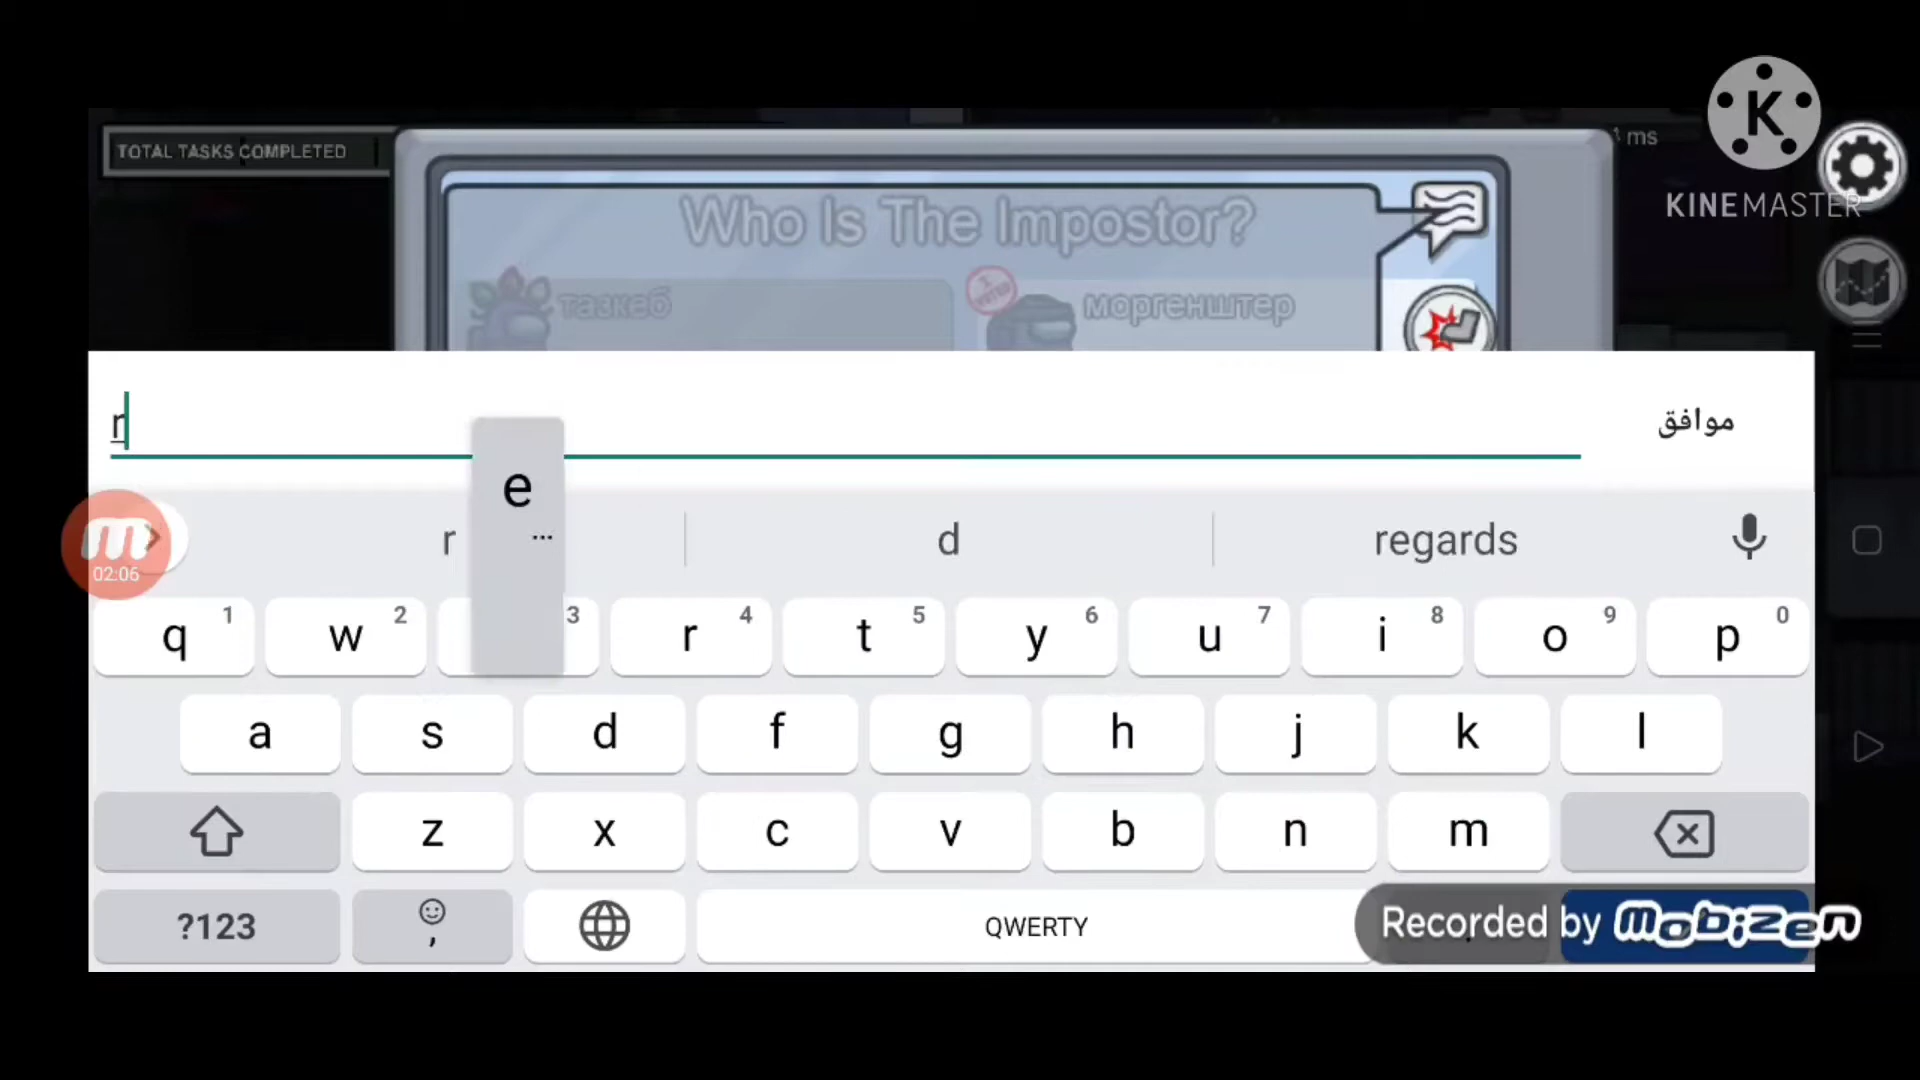 K
KINEMASTER
TOTAL TASKS COMPLETED
ms
Who Is The Impostor?
I VOTED
тазкеб
моргенштер
r
موافق
e
...
r
d
regards
m
02:06
q 1 w 2 3 r 4 t 5 y 6 u 7 i 8 o 9 p 0
a s d f g h j k l
z x c v b n m
?123 , QWERTY
Recorded by mobizen